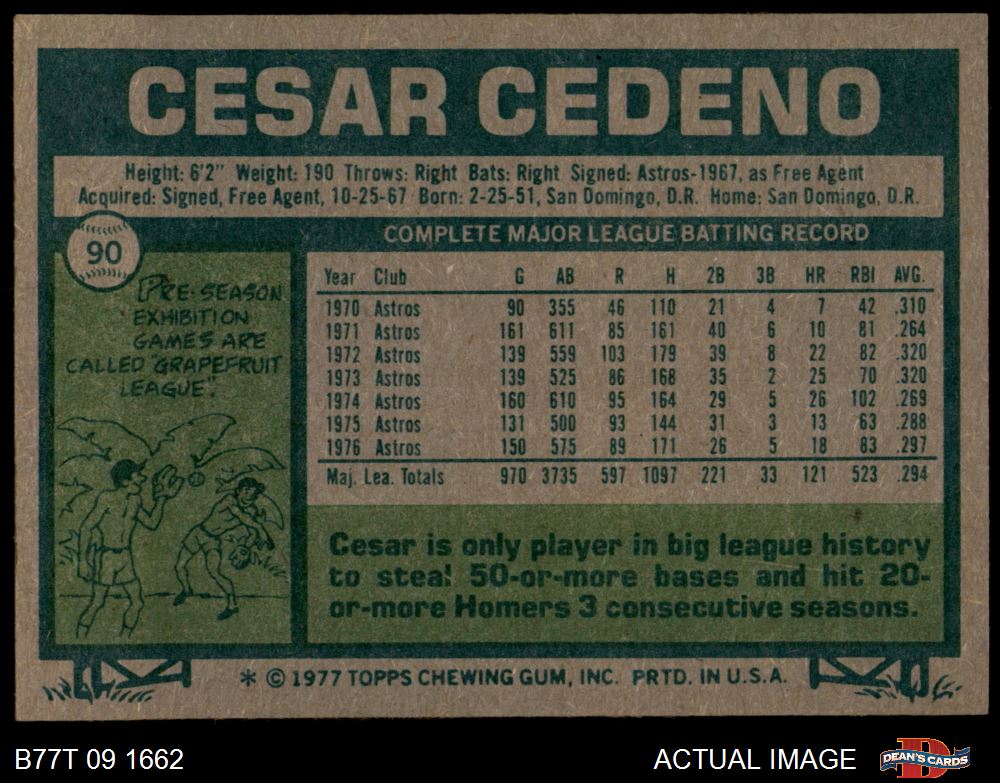 CESAR CEDENO
Height: 6'2" Weight: 190 Throws: Right Bats: Right Signed: Astros-1967, as Free Agent
Acquired: Signed, Free Agent, 10-25-67 Born: 2-25-51, San Domingo, D.R. Home: San Domingo, D.R.
90
PRE-SEASON
EXHIBITION
GAMES ARE
CALLED "GRAPEFRUIT
LEAGUE".
COMPLETE MAJOR LEAGUE BATTING RECORD
Year Club G AB R H 2B 3B HR RBI AVG.
1970 Astros 90 355 46 110 21 4 7 42 .310
1971 Astros 161 611 85 161 40 6 10 81 .264
1972 Astros 139 559 103 179 39 8 22 82 .320
1973 Astros 139 525 86 168 35 2 25 70 .320
1974 Astros 160 610 95 164 29 5 26 102 .269
1975 Astros 131 500 93 144 31 3 13 63 .288
1976 Astros 150 575 89 171 26 5 18 83 .297
Maj. Lea. Totals 970 3735 597 1097 221 33 121 523 .294
Cesar is only player in big league history
to steal 50-or-more bases and hit 20-
or-more Homers 3 consecutive seasons.
* © 1977 TOPPS CHEWING GUM, INC. PRTD. IN U.S.A.
B77T 09 1662
ACTUAL IMAGE
DEAN'S CARDS